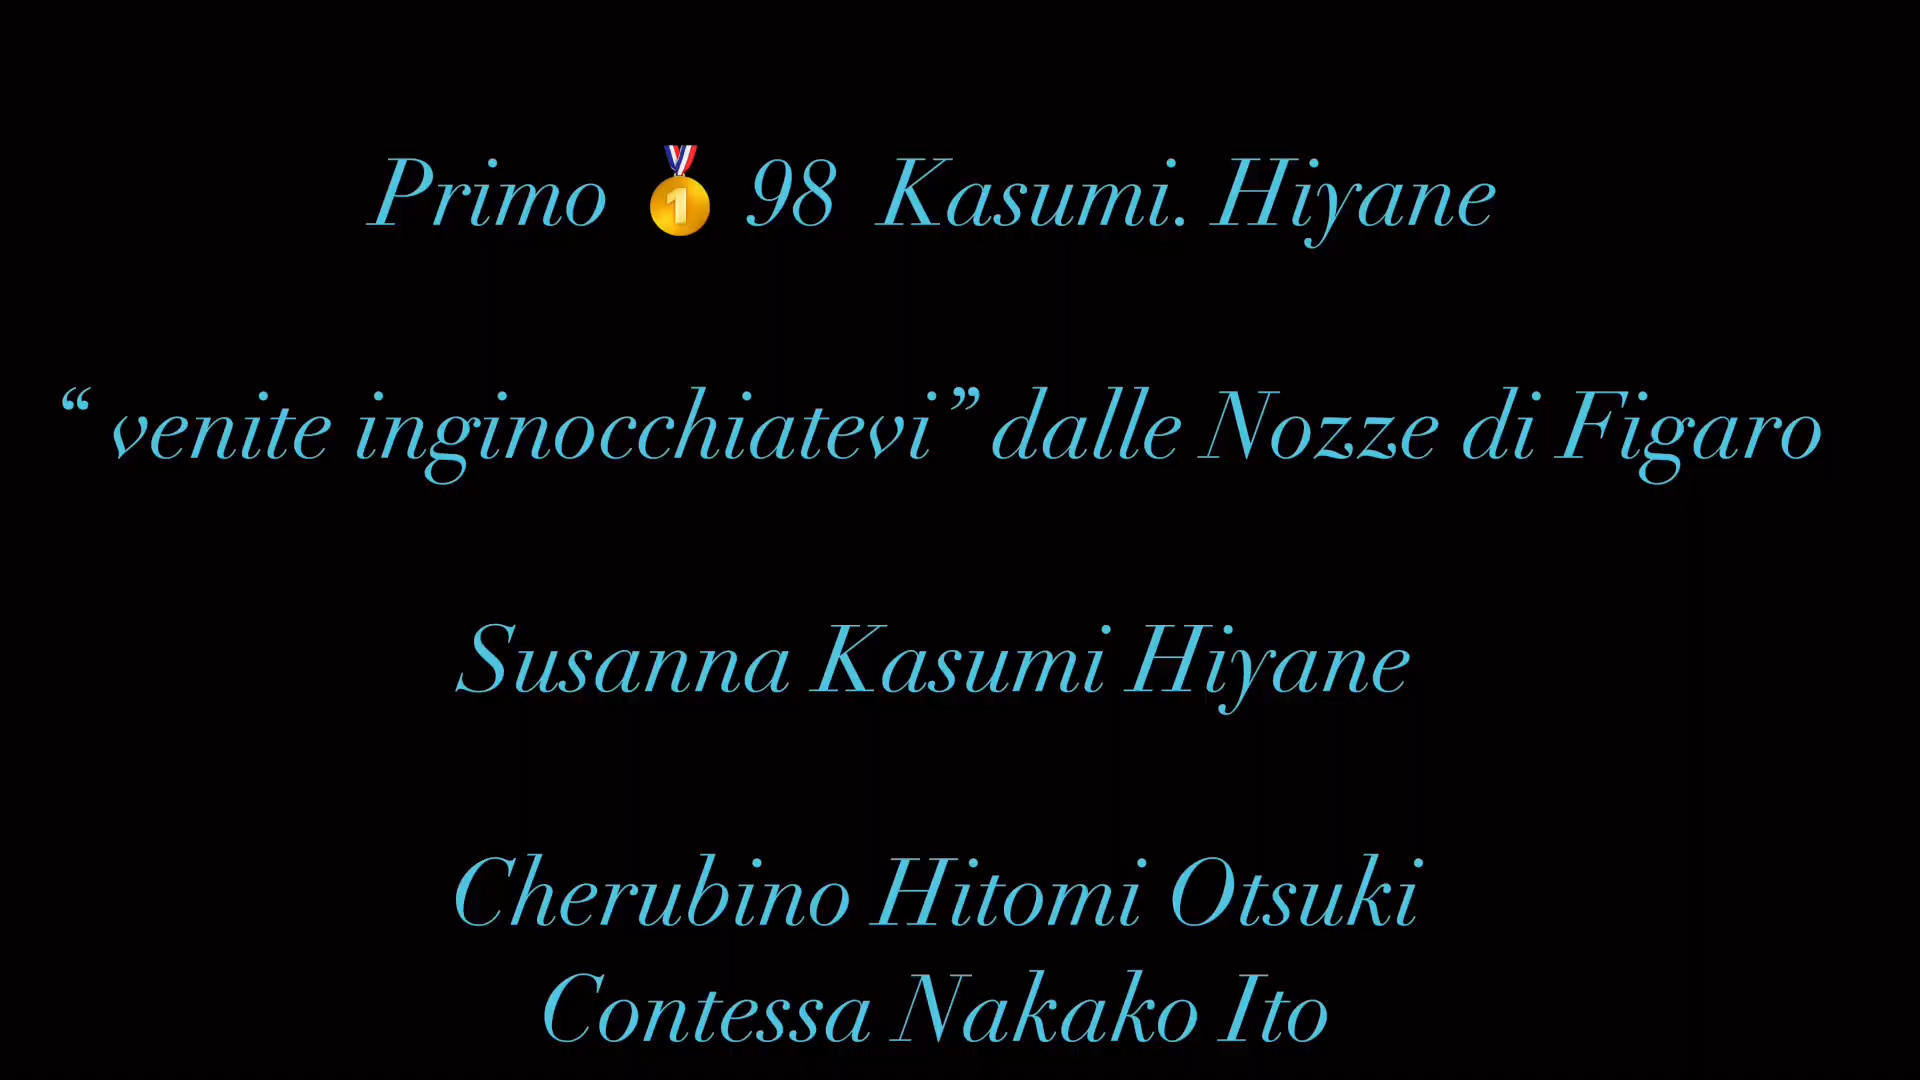 Primo 🥇 98 Kasumi. Hiyane
“ venite inginocchiatevi” dalle Nozze di Figaro
Susanna Kasumi Hiyane
Cherubino Hitomi Otsuki
Contessa Nakako Ito